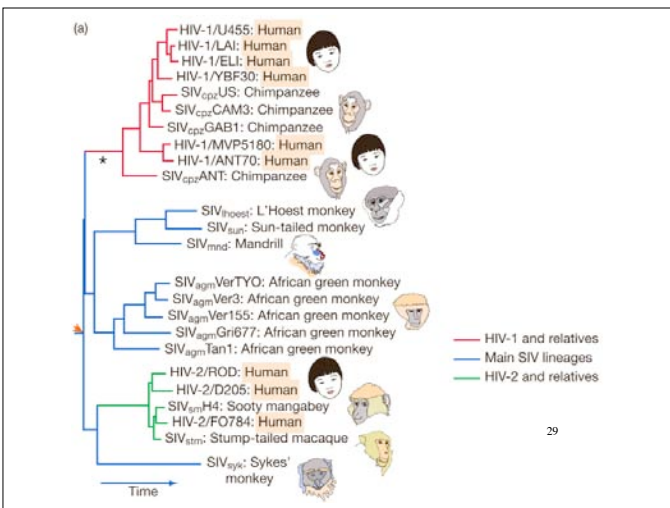 (a)
HIV-1/U455: Human
HIV-1/LAI: Human
HIV-1/ELI: Human
HIV-1/YBF30: Human
SIVcpzUS: Chimpanzee
SIVcpzCAM3: Chimpanzee
SIVcpzGAB1: Chimpanzee
HIV-1/MVP5180: Human
HIV-1/ANT70: Human
*
SIVcpzANT: Chimpanzee
SIVlhoest: L'Hoest monkey
SIVsun: Sun-tailed monkey
SIVmnd: Mandrill
SIVagmVerTYO: African green monkey
SIVagmVer3: African green monkey
SIVagmVer155: African green monkey
SIVagmGri677: African green monkey
SIVagmTan1: African green monkey
HIV-2/ROD: Human
HIV-2/D205: Human
SIVsmH4: Sooty mangabey
HIV-2/FO784: Human
SIVstm: Stump-tailed macaque
SIVsyk: Sykes'
monkey
Time
HIV-1 and relatives
Main SIV lineages
HIV-2 and relatives
29